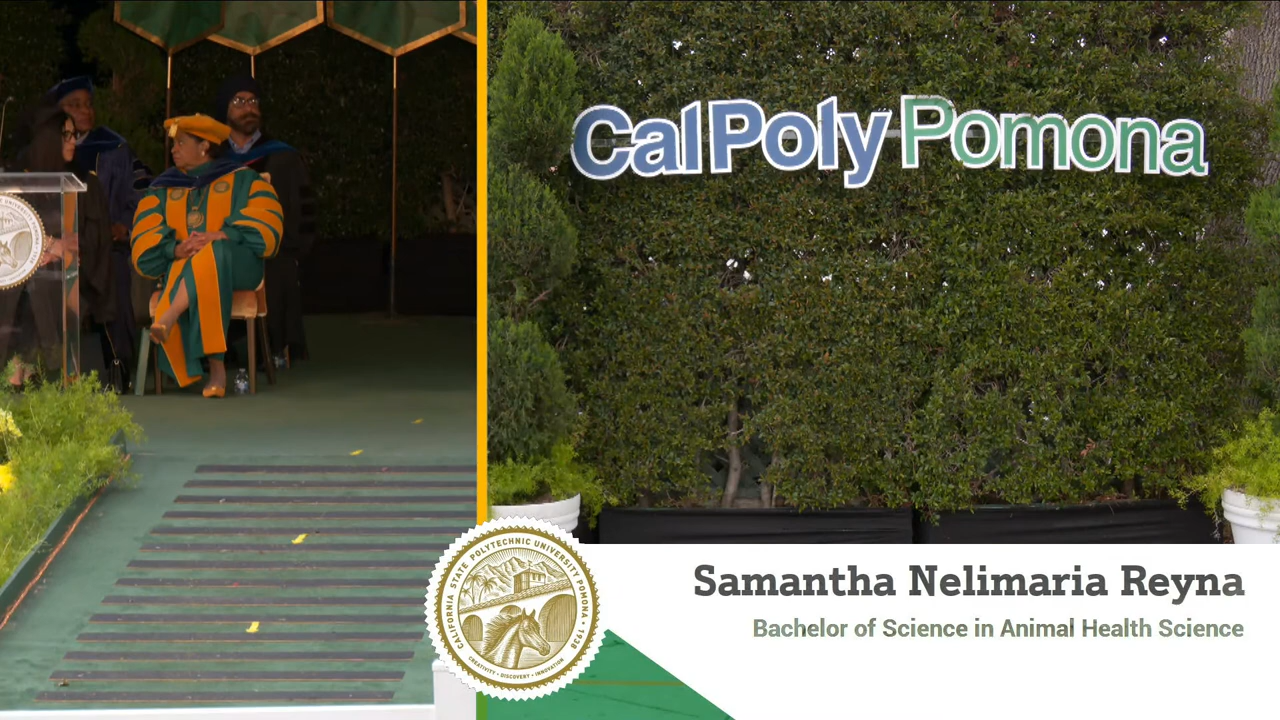 CalPoly Pomona
Samantha Nelimaria Reyna
Bachelor of Science in Animal Health Science
CALIFORNIA STATE POLYTECHNIC UNIVERSITY POMONA • 1938
CREATIVITY • DISCOVERY • INNOVATION